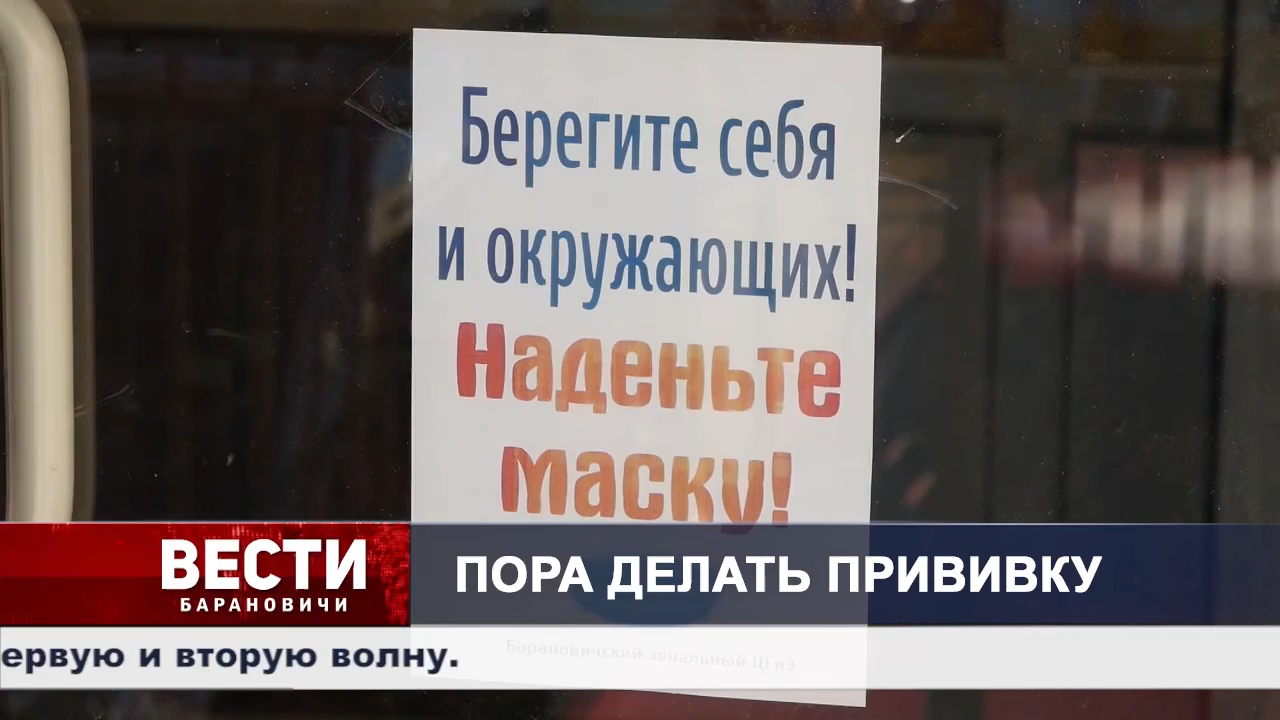 Берегите себя
и окружающих!
Наденьте
маску!
ВЕСТИ
БАРАНОВИЧИ
ПОРА ДЕЛАТЬ ПРИВИВКУ
ервую и вторую волну.
Барановичский зональный ЦГиЭ